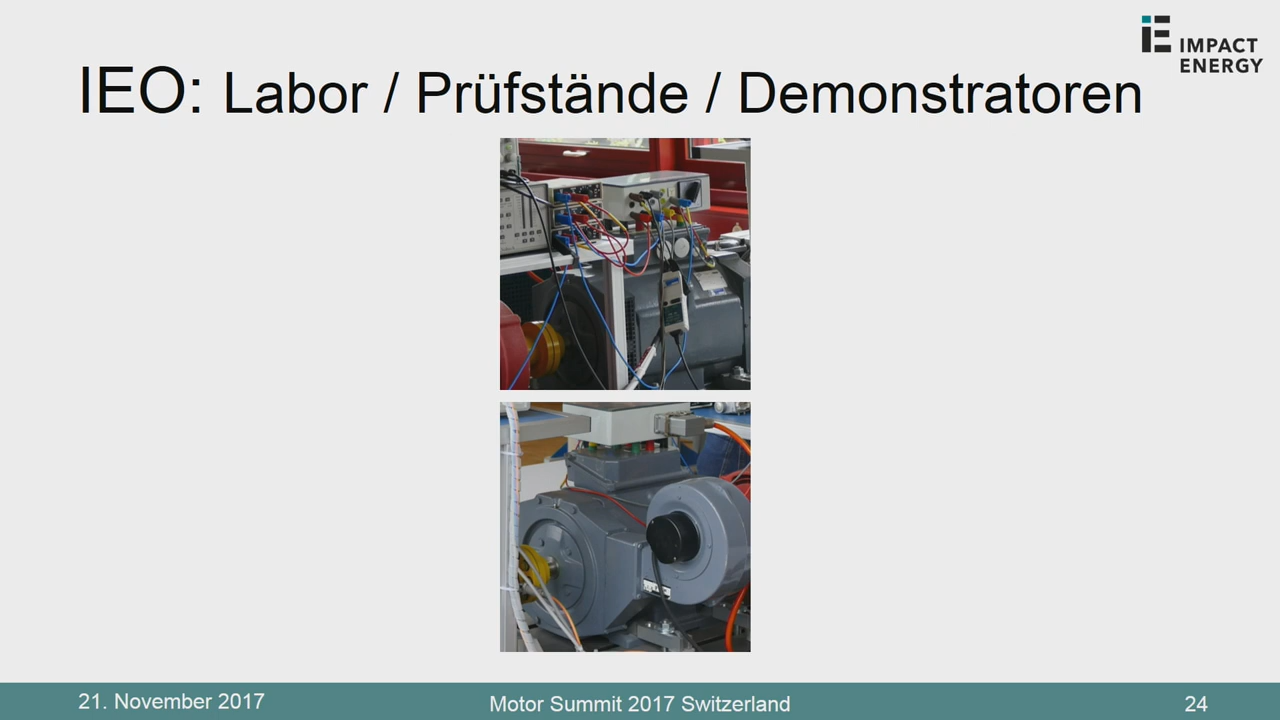 IMPACT
ENERGY
IEO: Labor / Prüfstände / Demonstratoren
21. November 2017
Motor Summit 2017 Switzerland
24